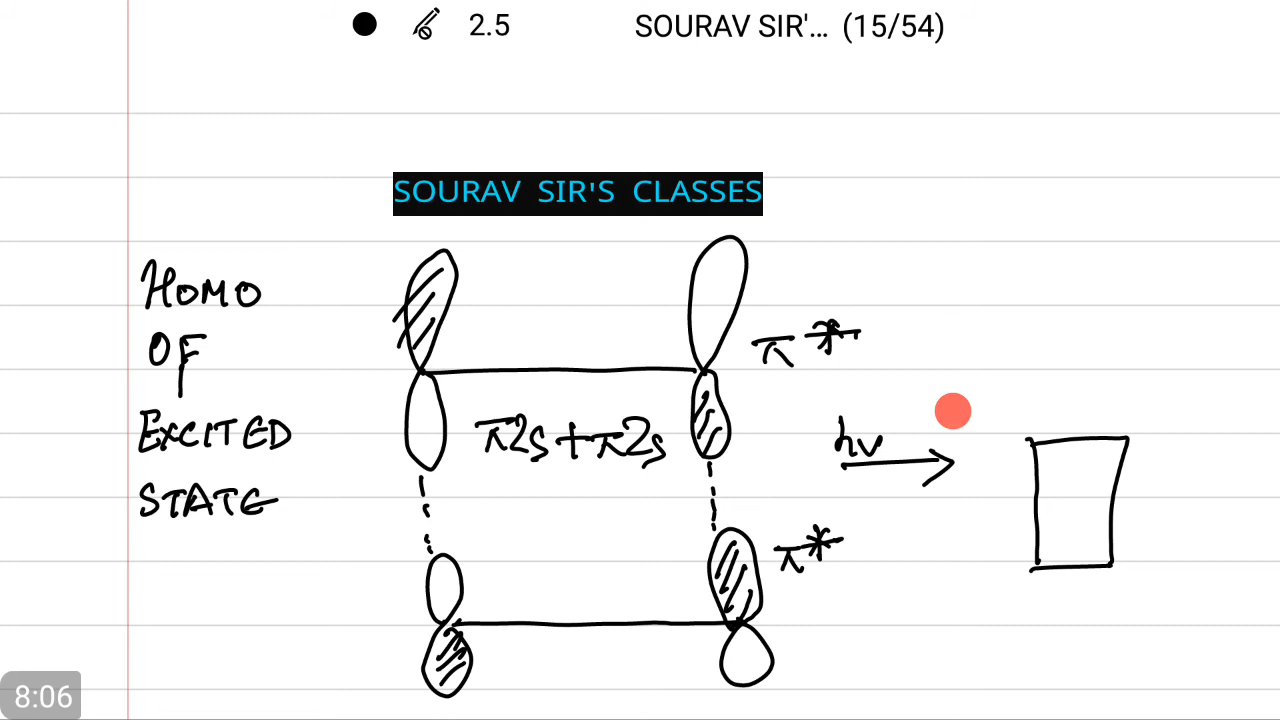 2.5 SOURAV SIR'... (15/54)
SOURAV SIR'S CLASSES
HOMO
OF
EXCITED
STATE
π*
π2s+π2s
hν
π*
8:06